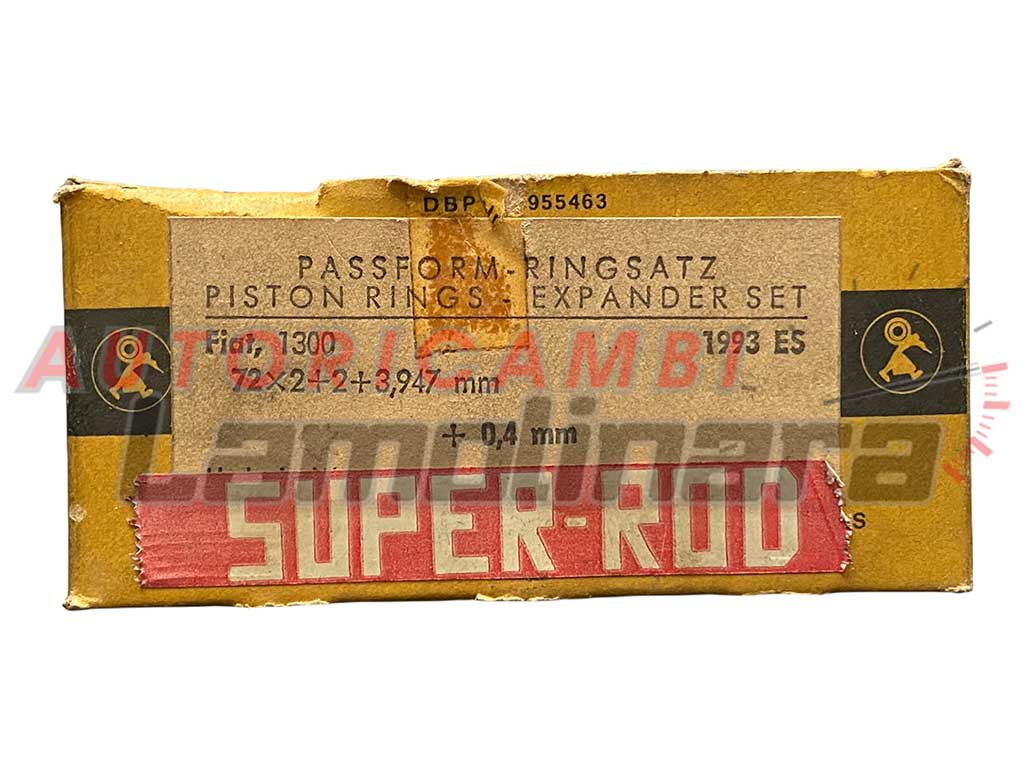 DBP 955463
PASSFORM-RINGSATZ
PISTON RINGS - EXPANDER SET
Fiat, 1300 1993 ES
72×2+2+3,947 mm
+ 0,4 mm
SUPER-ROD
S
AUTORICAMBI
Lamolinara